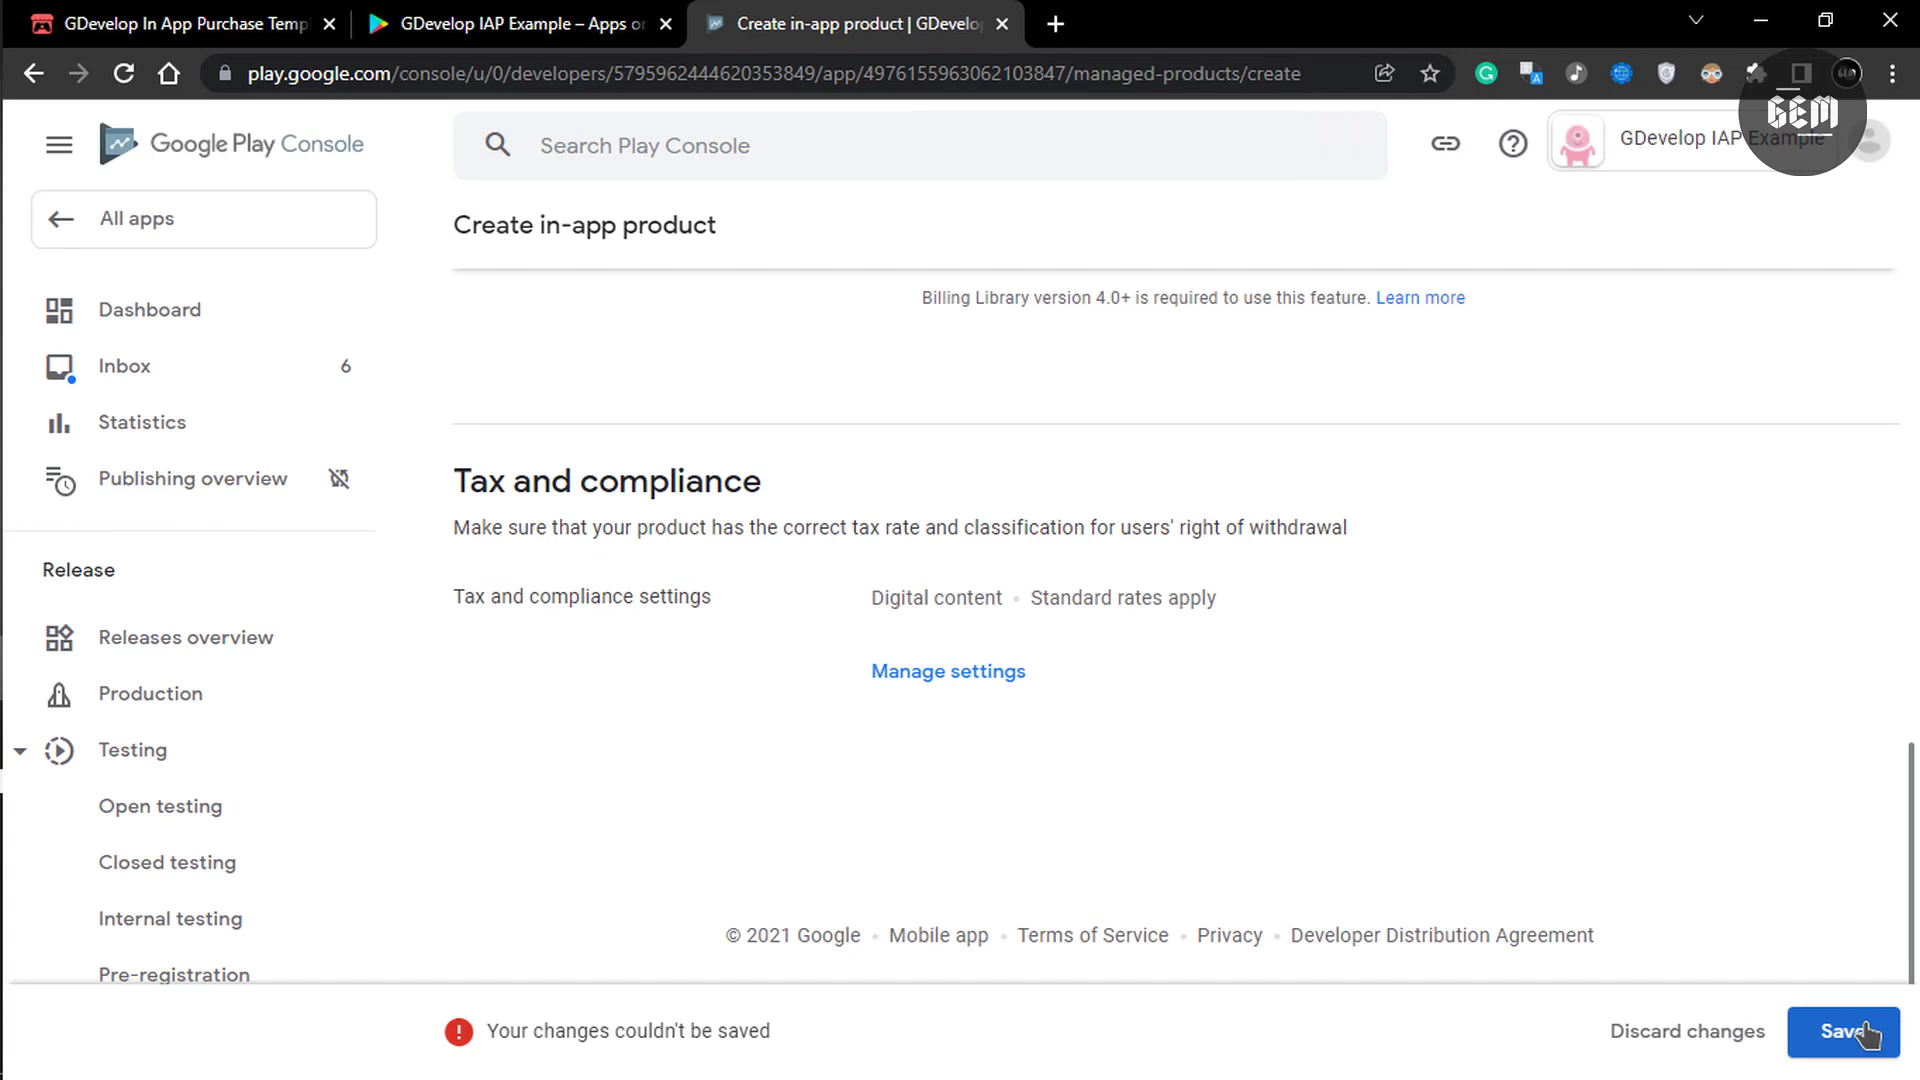 GDevelop In App Purchase Temp
GDevelop IAP Example – Apps o
Create in-app product | GDevelo
play.google.com/console/u/0/developers/5795962444620353849/app/4976155963062103847/managed-products/create
Google Play Console
Search Play Console
GDevelop IAP Example
GEM
All apps
Create in-app product
Billing Library version 4.0+ is required to use this feature. Learn more
Dashboard
Inbox 6
Statistics
Publishing overview
Tax and compliance
Make sure that your product has the correct tax rate and classification for users' right of withdrawal
Release
Tax and compliance settings
Digital content • Standard rates apply
Releases overview
Manage settings
Production
Testing
Open testing
Closed testing
Internal testing
© 2021 Google • Mobile app • Terms of Service • Privacy • Developer Distribution Agreement
Pre-registration
Your changes couldn't be saved
Discard changes
Save